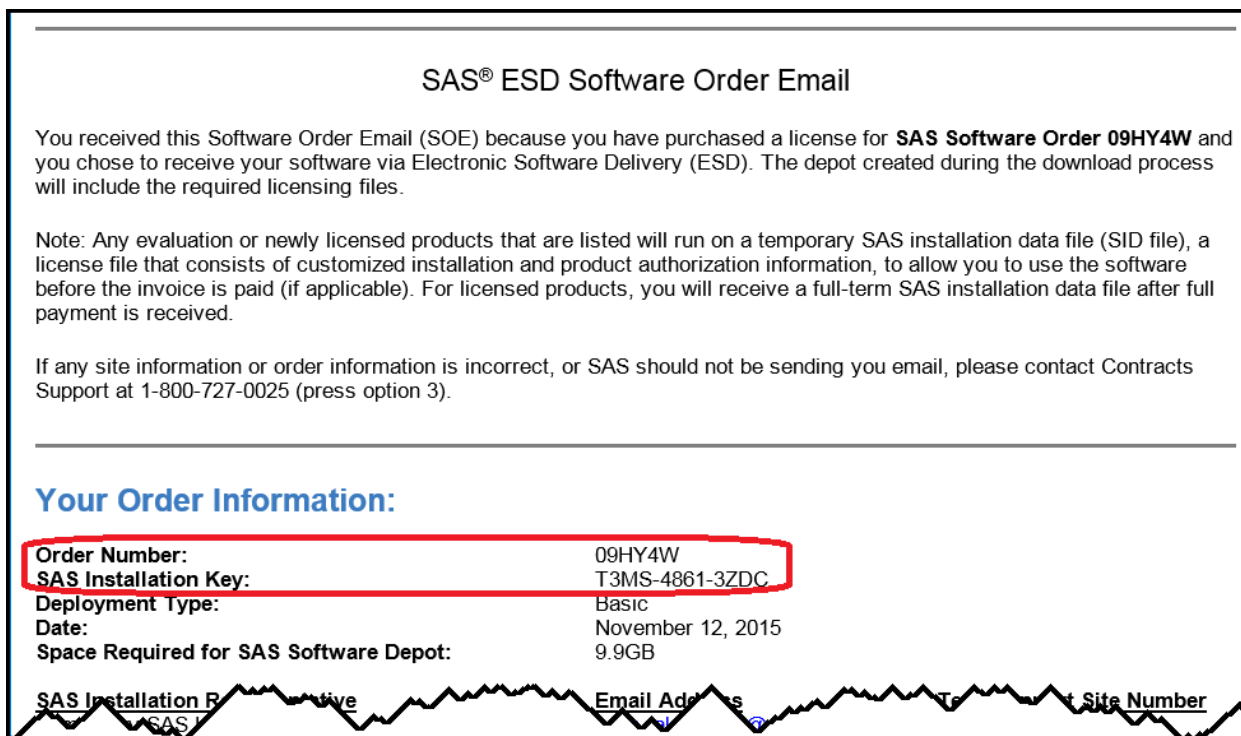 SAS® ESD Software Order Email
You received this Software Order Email (SOE) because you have purchased a license for SAS Software Order 09HY4W and
you chose to receive your software via Electronic Software Delivery (ESD). The depot created during the download process
will include the required licensing files.
Note: Any evaluation or newly licensed products that are listed will run on a temporary SAS installation data file (SID file), a
license file that consists of customized installation and product authorization information, to allow you to use the software
before the invoice is paid (if applicable). For licensed products, you will receive a full-term SAS installation data file after full
payment is received.
If any site information or order information is incorrect, or SAS should not be sending you email, please contact Contracts
Support at 1-800-727-0025 (press option 3).
Your Order Information:
Order Number: 09HY4W
SAS Installation Key: T3MS-4861-3ZDC
Deployment Type: Basic
Date: November 12, 2015
Space Required for SAS Software Depot: 9.9GB
SAS Installation Email Site Number
SAS